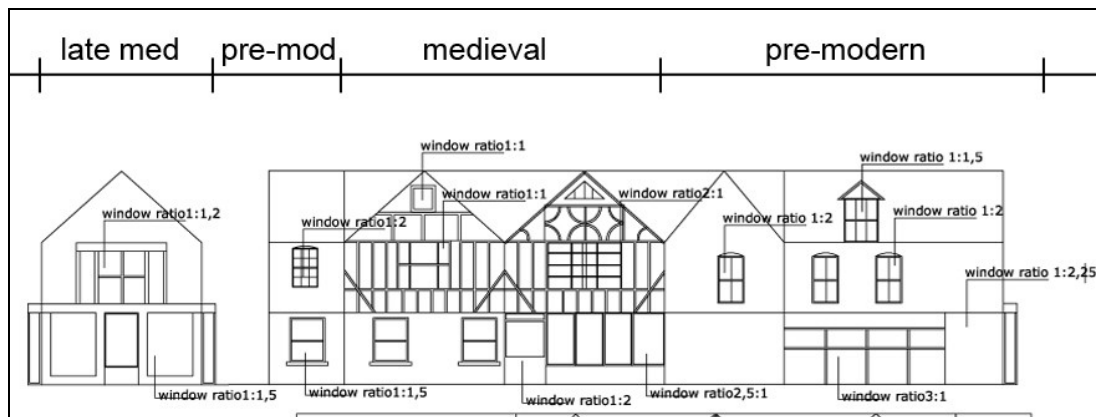 late med
pre-mod
medieval
pre-modern
window ratio1:1
window ratio 1:1,5
window ratio1:1
window ratio2:1
window ratio1:1,2
window ratio1:2
window ratio 1:2
window ratio 1:2
window ratio 1:2,25
window ratio1:1,5
window ratio1:1,5
window ratio1:2
window ratio2,5:1
window ratio3:1